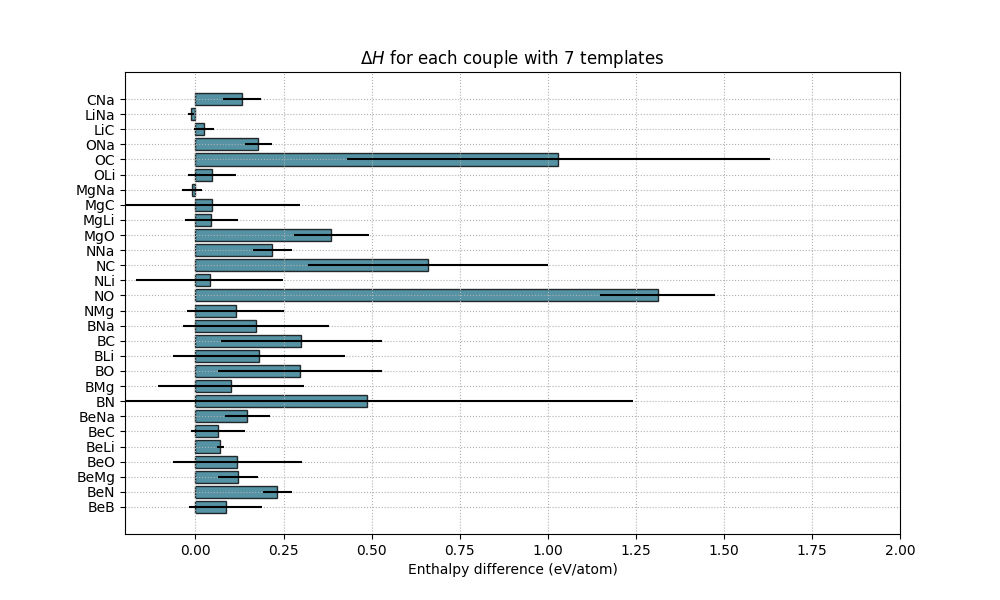 ΔH for each couple with 7 templates
CNa
LiNa
LiC
ONa
OC
OLi
MgNa
MgC
MgLi
MgO
NNa
NC
NLi
NO
NMg
BNa
BC
BLi
BO
BMg
BN
BeNa
BeC
BeLi
BeO
BeMg
BeN
BeB
0.00 0.25 0.50 0.75 1.00 1.25 1.50 1.75 2.00
Enthalpy difference (eV/atom)